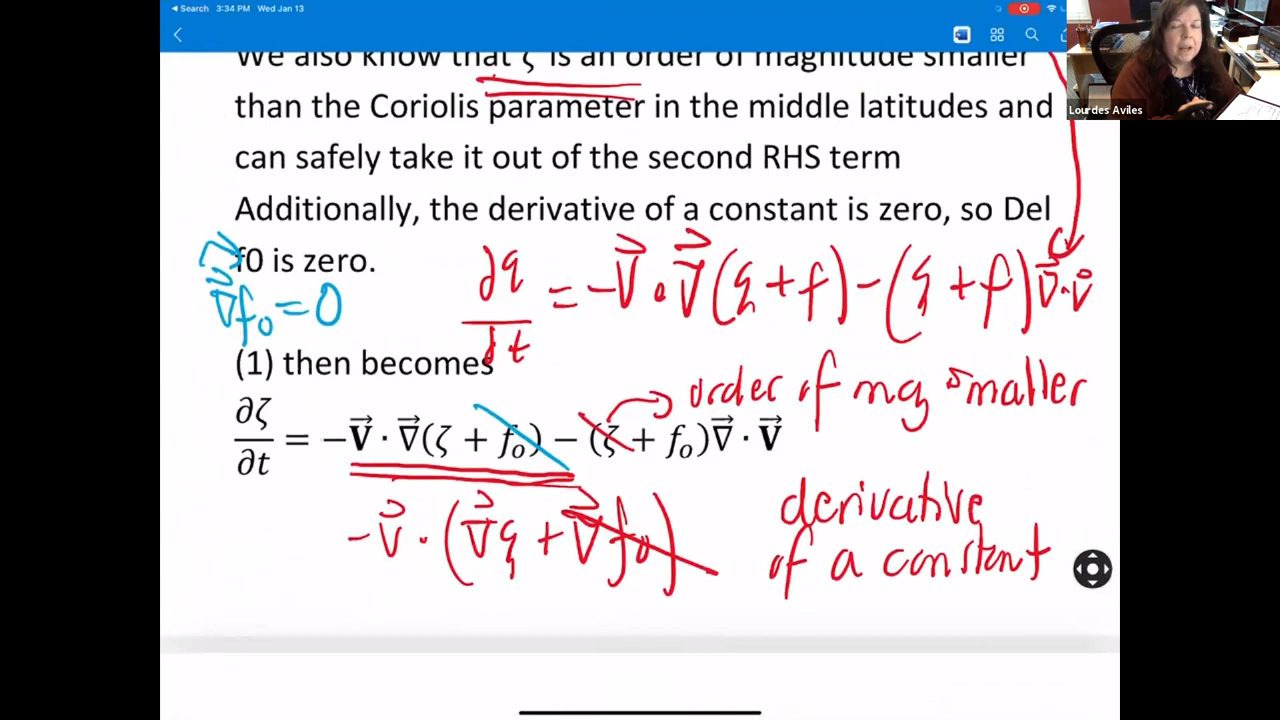 Search 3:34 PM Wed Jan 13
We also know that ζ is an order of magnitude smaller
than the Coriolis parameter in the middle latitudes and
can safely take it out of the second RHS term
Additionally, the derivative of a constant is zero, so Del
f0 is zero.
∇⃗f₀ = 0
∂ζ/∂t = -V⃗ • ∇⃗(ζ + f) - (ζ + f)∇⃗·V⃗
(1) then becomes
order of mag smaller
∂ζ/∂t = −V⃗ · ∇⃗(ζ + fₒ) − (ζ + fₒ)∇⃗ · V⃗
-V⃗ · (∇⃗ζ + ∇⃗f₀)
derivative
of a constant
Lourdes Aviles